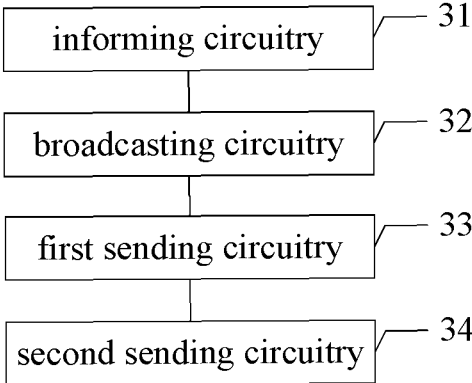 informing circuitry 31
broadcasting circuitry 32
first sending circuitry 33
second sending circuitry 34